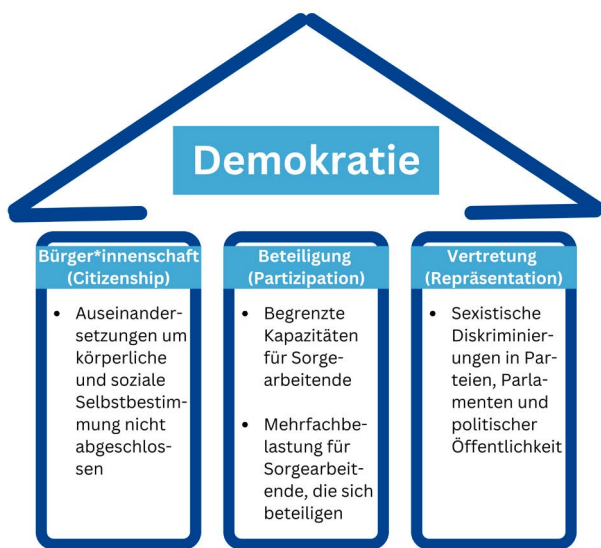 Demokratie
Bürger*innenschaft
(Citizenship)
• Auseinander-
setzungen um
körperliche
und soziale
Selbstbestim-
mung nicht
abgeschlos-
sen
Beteiligung
(Partizipation)
• Begrenzte
Kapazitäten
für Sorge-
arbeitende
• Mehrfachbe-
lastung für
Sorgearbeit-
ende, die sich
beteiligen
Vertretung
(Repräsentation)
• Sexistische
Diskriminier-
ungen in Par-
teien, Parla-
menten und
politischer
Öffentlichkeit